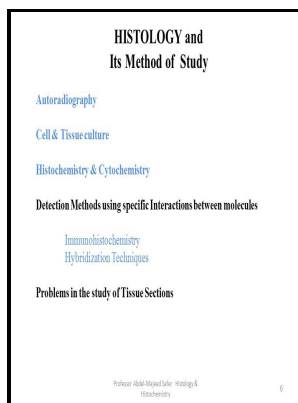 HISTOLOGY and
Its Method of Study
Autoradiography
Cell & Tissue culture
Histochemistry & Cytochemistry
Detection Methods using specific Interactions between molecules
Immunohistochemistry
Hybridization Techniques
Problems in the study of Tissue Sections
Professor Abdel-Majeed Safer Histology &
Histochemistry
6